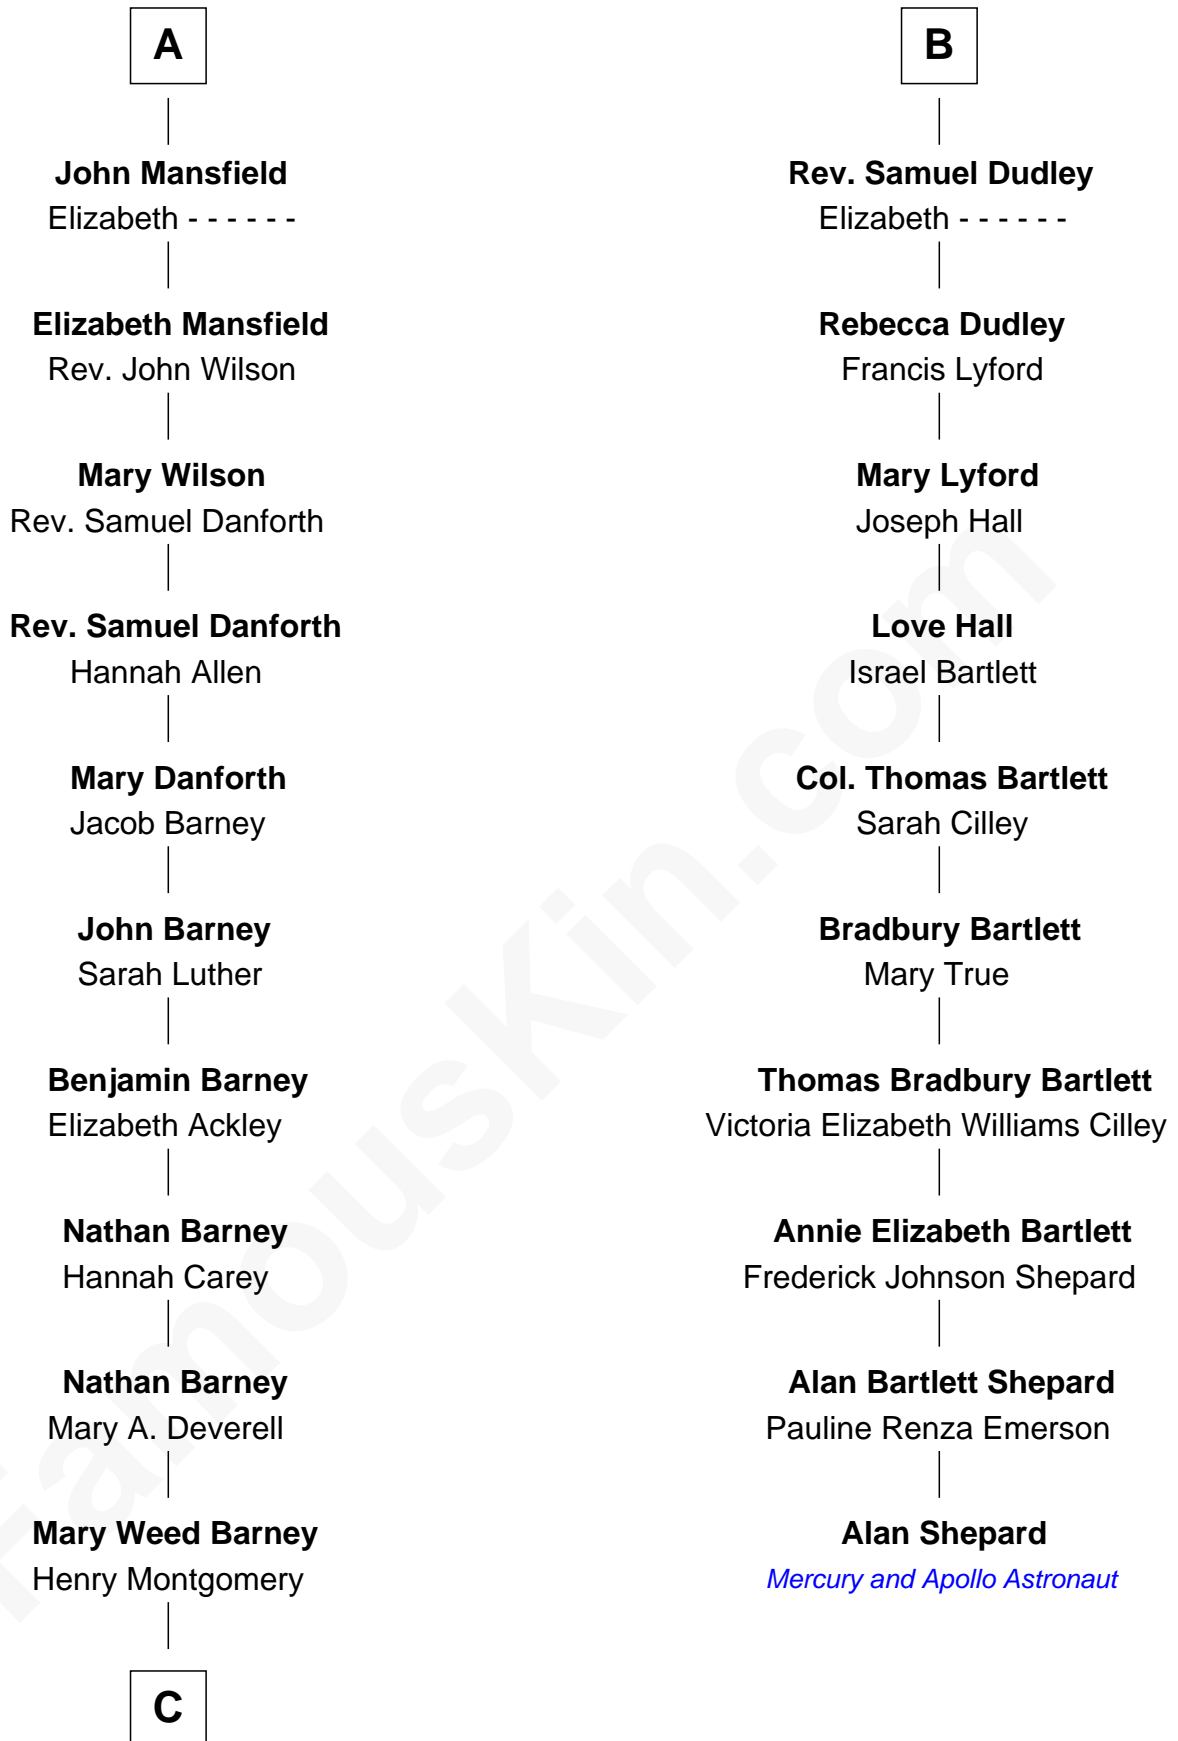 A
John Mansfield
Elizabeth - - - - - -
Elizabeth Mansfield
Rev. John Wilson
Mary Wilson
Rev. Samuel Danforth
Rev. Samuel Danforth
Hannah Allen
Mary Danforth
Jacob Barney
John Barney
Sarah Luther
Benjamin Barney
Elizabeth Ackley
Nathan Barney
Hannah Carey
Nathan Barney
Mary A. Deverell
Mary Weed Barney
Henry Montgomery
C
B
Rev. Samuel Dudley
Elizabeth - - - - - -
Rebecca Dudley
Francis Lyford
Mary Lyford
Joseph Hall
Love Hall
Israel Bartlett
Col. Thomas Bartlett
Sarah Cilley
Bradbury Bartlett
Mary True
Thomas Bradbury Bartlett
Victoria Elizabeth Williams Cilley
Annie Elizabeth Bartlett
Frederick Johnson Shepard
Alan Bartlett Shepard
Pauline Renza Emerson
Alan Shepard
Mercury and Apollo Astronaut
FamousKin.com